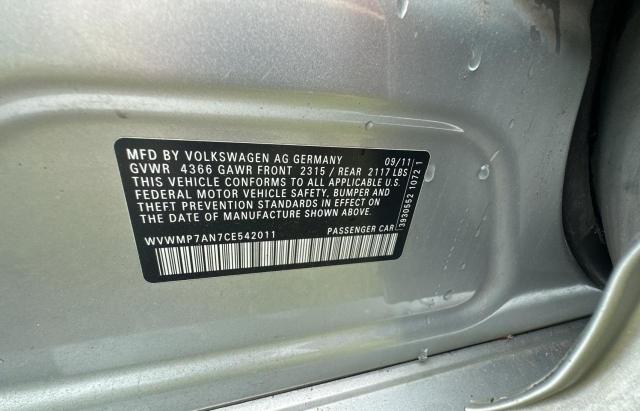 MFD BY VOLKSWAGEN AG GERMANY 09/11
GVWR 4366 GAWR FRONT 2315 / REAR 2117 LBS
THIS VEHICLE CONFORMS TO ALL APPLICABLE U.S.
FEDERAL MOTOR VEHICLE SAFETY, BUMPER AND
THEFT PREVENTION STANDARDS IN EFFECT ON
THE DATE OF MANUFACTURE SHOWN ABOVE.
WVWMP7AN7CE542011 PASSENGER CAR
3930552 10721